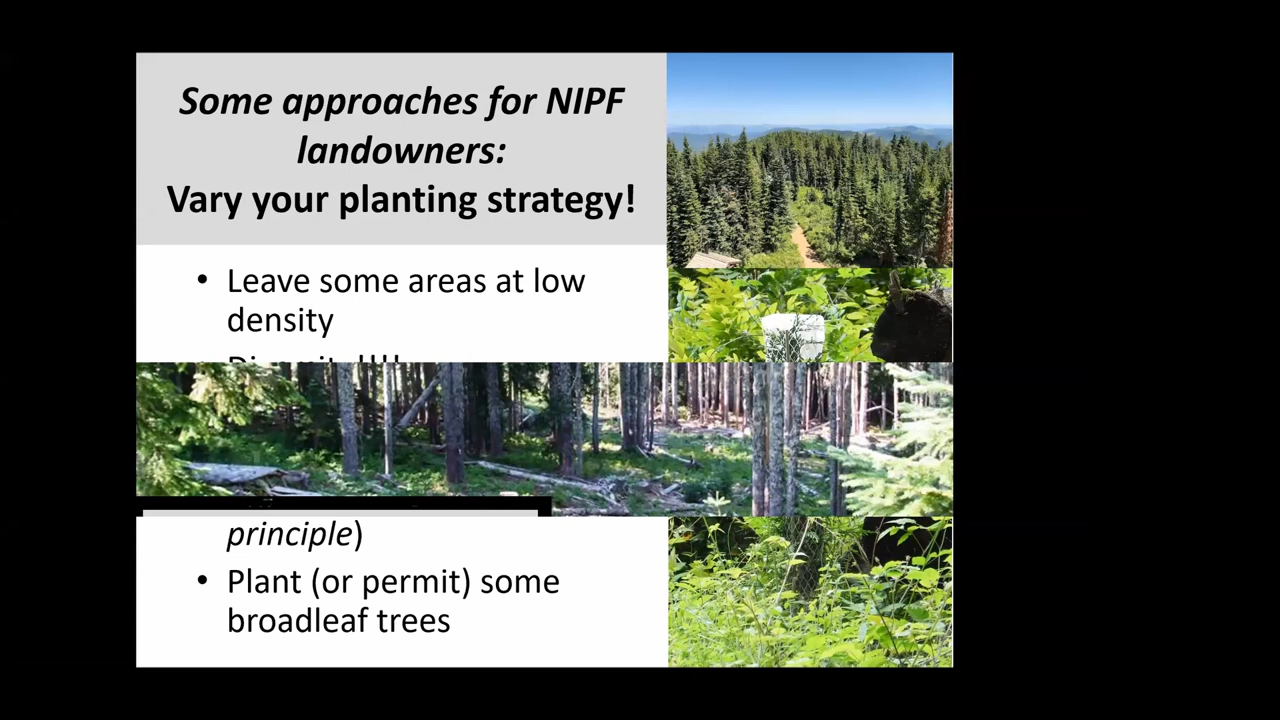 Some approaches for NIPF
landowners:
Vary your planting strategy!
• Leave some areas at low
density
principle)
• Plant (or permit) some
broadleaf trees